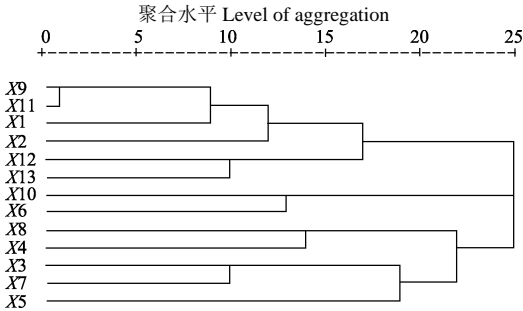 聚合水平 Level of aggregation
0 5 10 15 20 25
X9
X11
X1
X2
X12
X13
X10
X6
X8
X4
X3
X7
X5